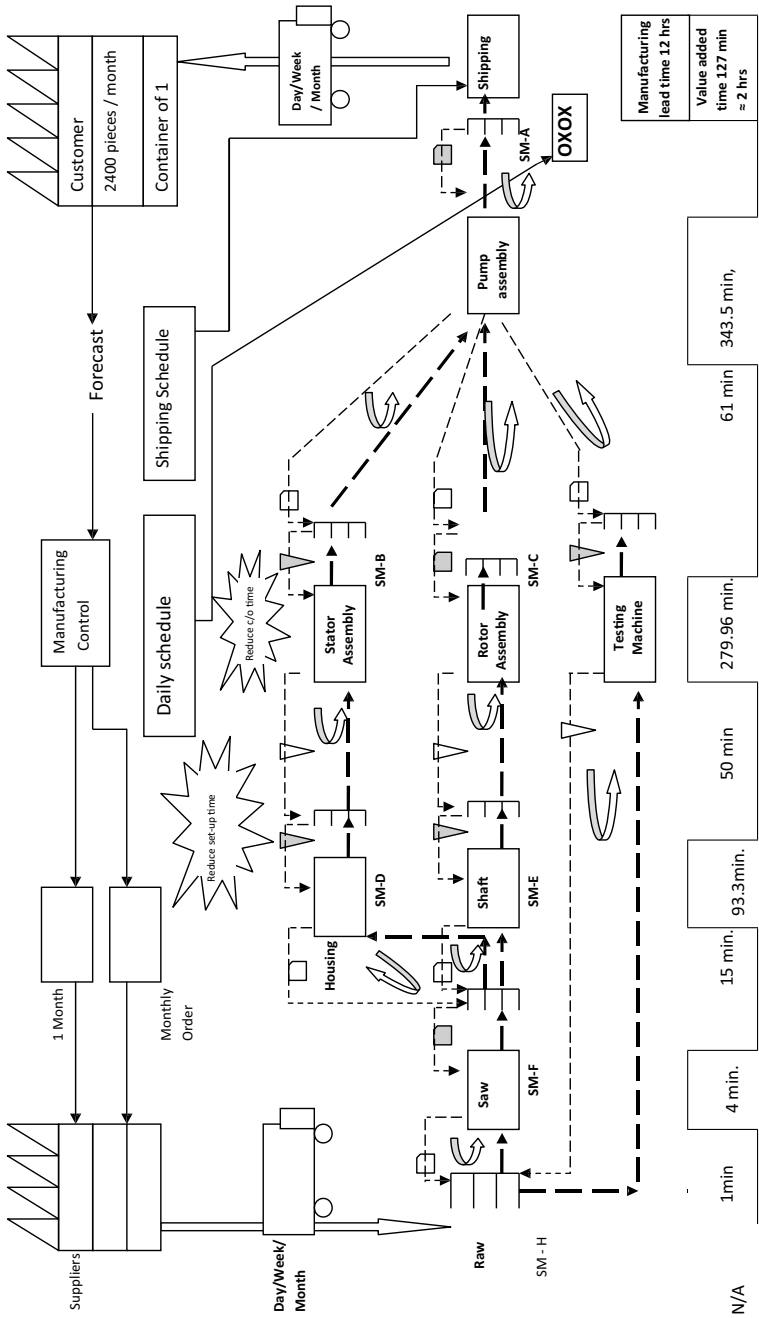 Suppliers
1 Month
Monthly
Order
Manufacturing
Control
Forecast
Customer
2400 pieces / month
Container of 1
Daily schedule
Shipping Schedule
Day/Week/
Month
Day/Week
/ Month
Reduce set-up time
Reduce c/o time
Housing
SM-D
Stator
Assembly
SM-B
Raw
SM - H
Saw
SM-F
Shaft
SM-E
Rotor
Assembly
SM-C
Testing
Machine
Pump
assembly
SM-A
Shipping
OXOX
N/A
1min
4 min.
15 min.
93.3min.
50 min
279.96 min.
61 min
343.5 min,
Manufacturing
lead time 12 hrs
Value added
time 127 min
≈ 2 hrs